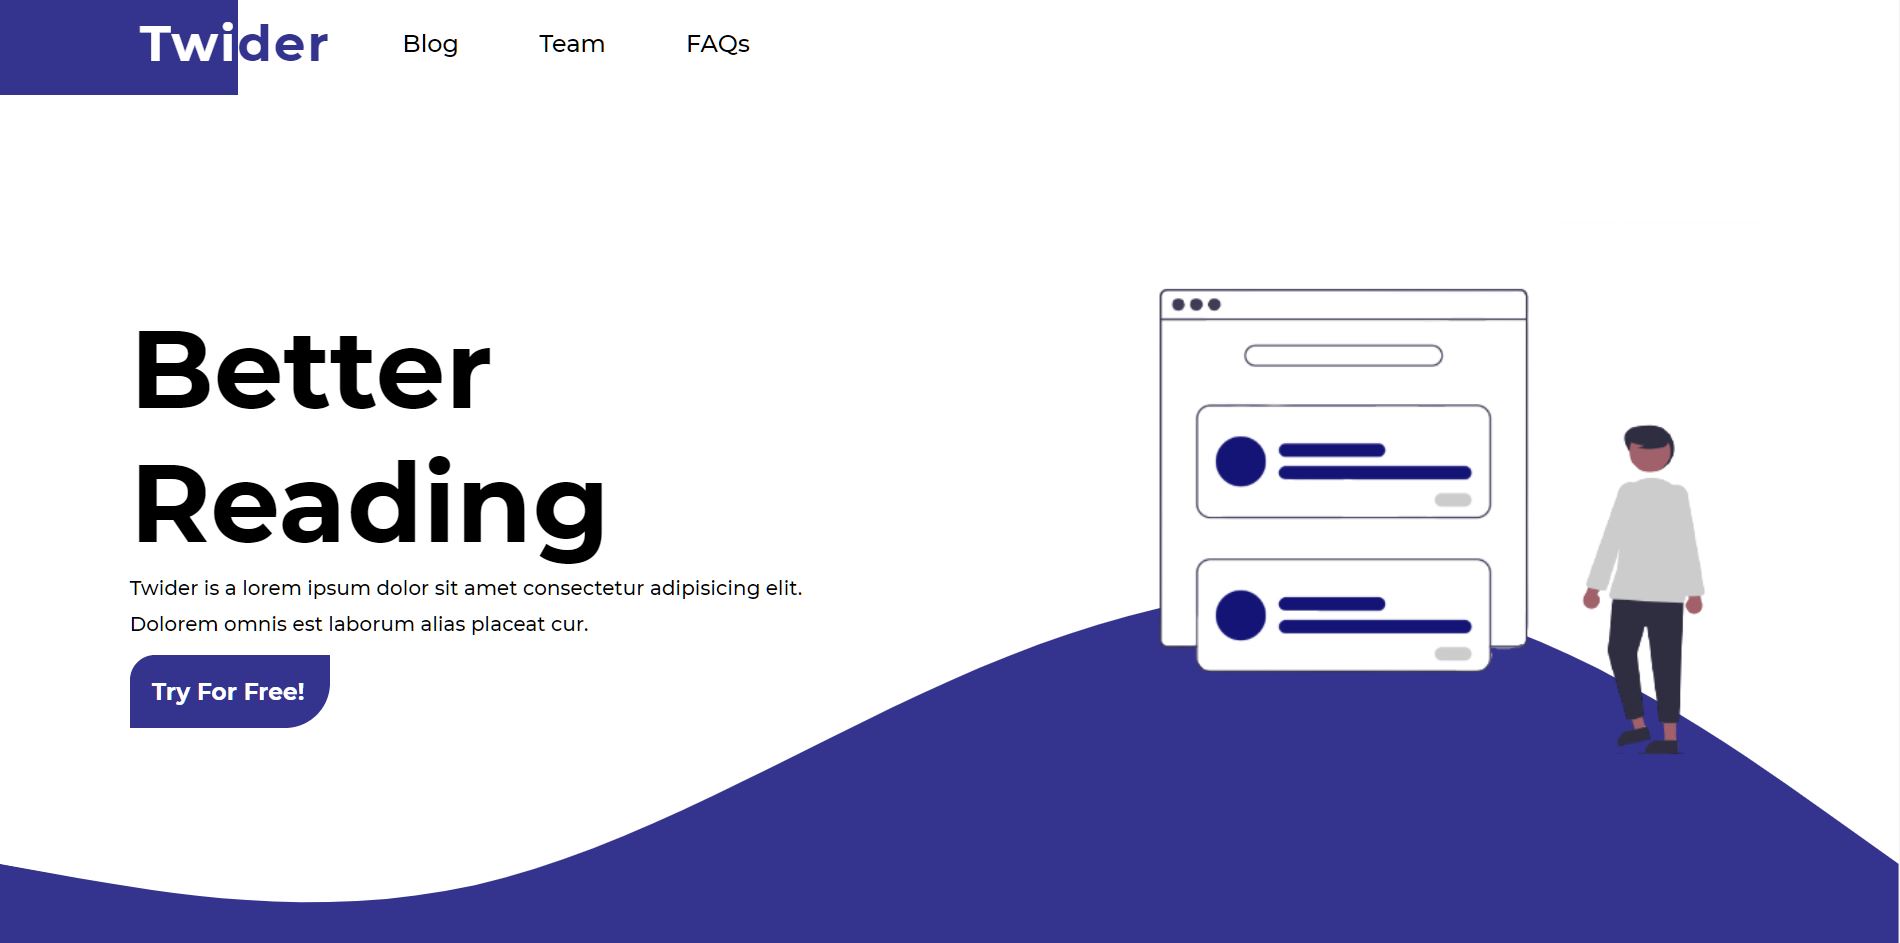 Twider Blog Team FAQs
Better
Reading
Twider is a lorem ipsum dolor sit amet consectetur adipisicing elit.
Dolorem omnis est laborum alias placeat cur.
Try For Free!